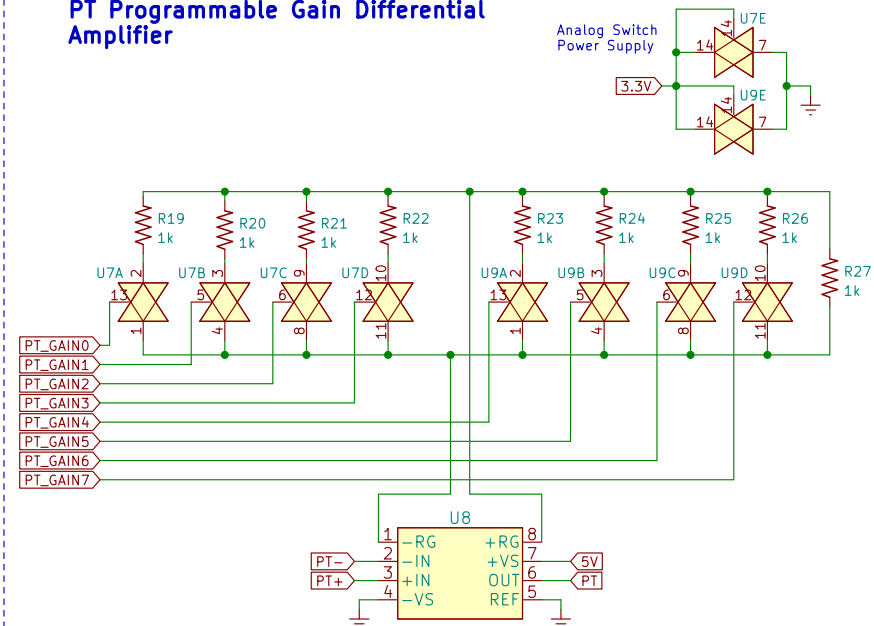 PT Programmable Gain Differential
Amplifier
Analog Switch
Power Supply
U7E
14
14
7
3.3V
U9E
14
14
7
R19
1k
R20
1k
R21
1k
R22
1k
R23
1k
R24
1k
R25
1k
R26
1k
R27
1k
U7A
2
13
1
U7B
3
5
4
U7C
9
6
8
U7D
10
12
11
U9A
2
13
1
U9B
3
5
4
U9C
9
6
8
U9D
10
12
11
PT_GAIN0
PT_GAIN1
PT_GAIN2
PT_GAIN3
PT_GAIN4
PT_GAIN5
PT_GAIN6
PT_GAIN7
U8
1 -RG +RG 8
PT- 2 -IN +VS 7 5V
PT+ 3 +IN OUT 6 PT
4 -VS REF 5